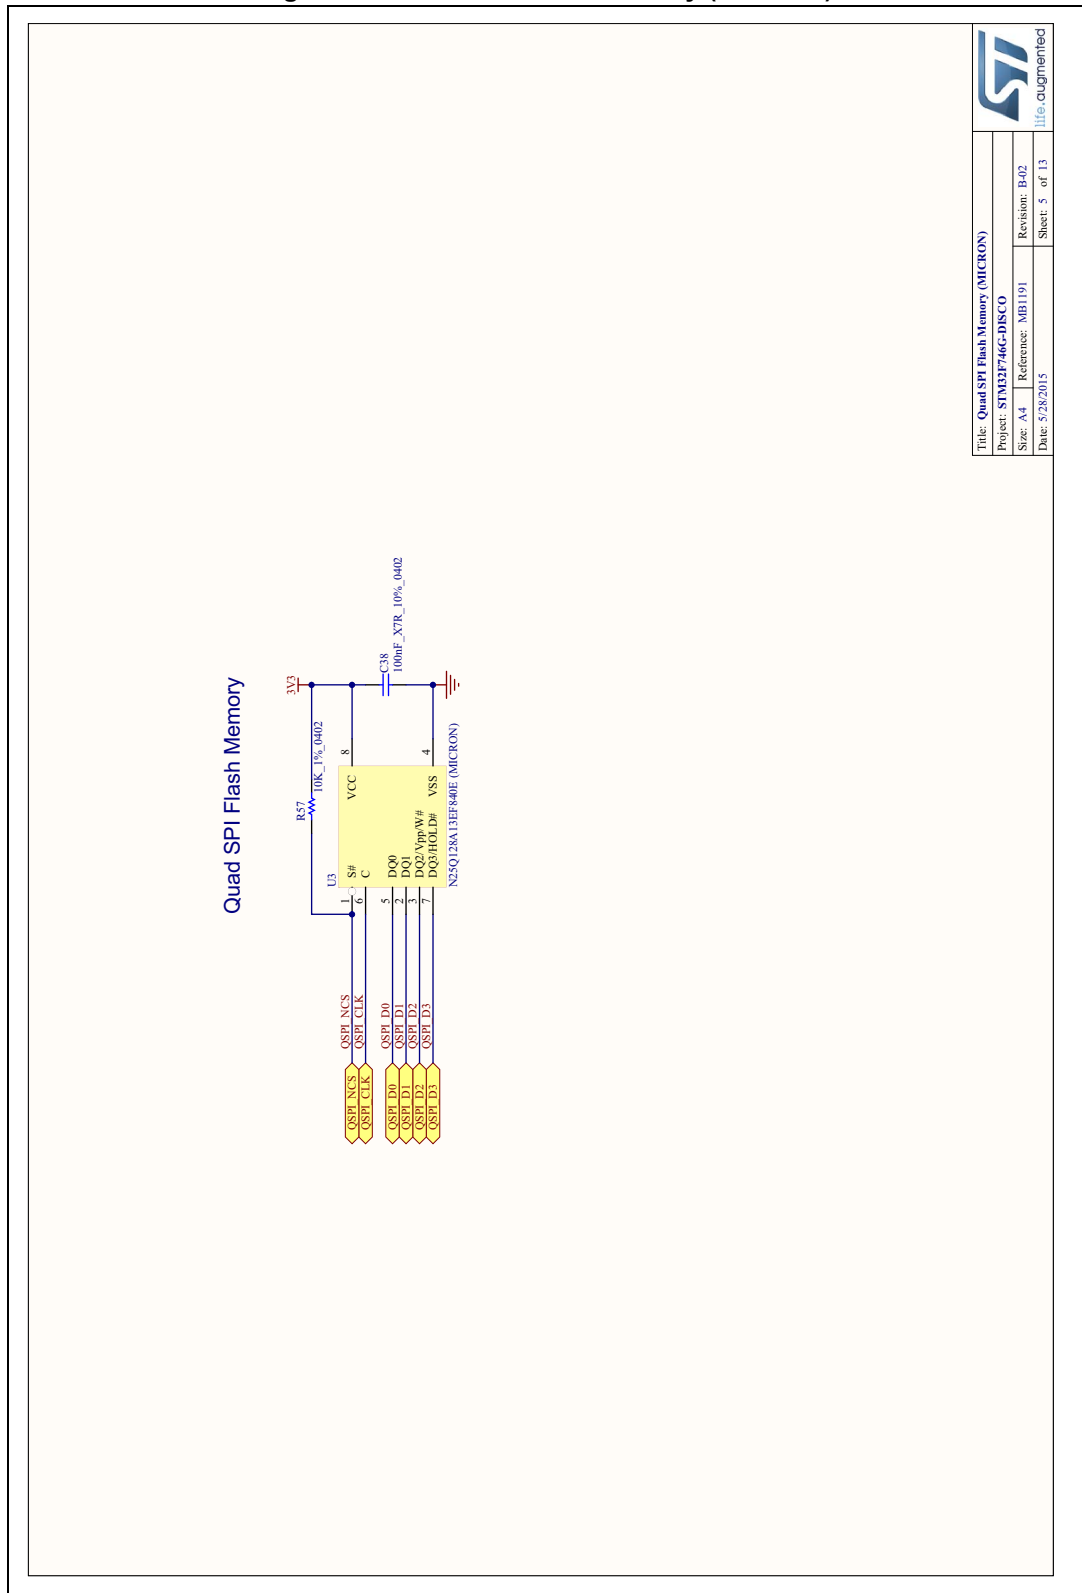 Quad SPI Flash Memory
3V3
R57
10K_1%_0402
C38
100nF_X7R_10%_0402
U3
QSPI_NCS
QSPI_NCS
1
S#
VCC
8
QSPI_CLK
QSPI_CLK
6
C
QSPI_D0
QSPI_D0
5
DQ0
QSPI_D1
QSPI_D1
2
DQ1
QSPI_D2
QSPI_D2
3
DQ2/Vpp/W#
QSPI_D3
QSPI_D3
7
DQ3/HOLD#
VSS
4
N25Q128A13EF840E (MICRON)
Title: Quad SPI Flash Memory (MICRON)
Project: STM32F746G-DISCO
Size: A4 Reference: MB1191 Revision: B-02
Date: 5/28/2015 Sheet: 5 of 13
ST
life.augmented